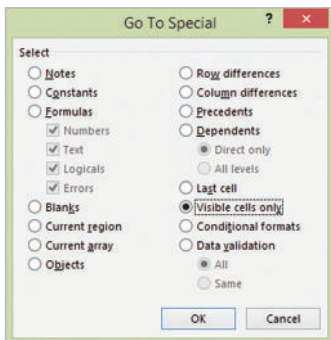 Go To Special
?
×
Select
Notes
Constants
Formulas
Numbers
Text
Logicals
Errors
Blanks
Current region
Current array
Objects
Row differences
Column differences
Precedents
Dependents
Direct only
All levels
Last cell
Visible cells only
Conditional formats
Data validation
All
Same
OK
Cancel